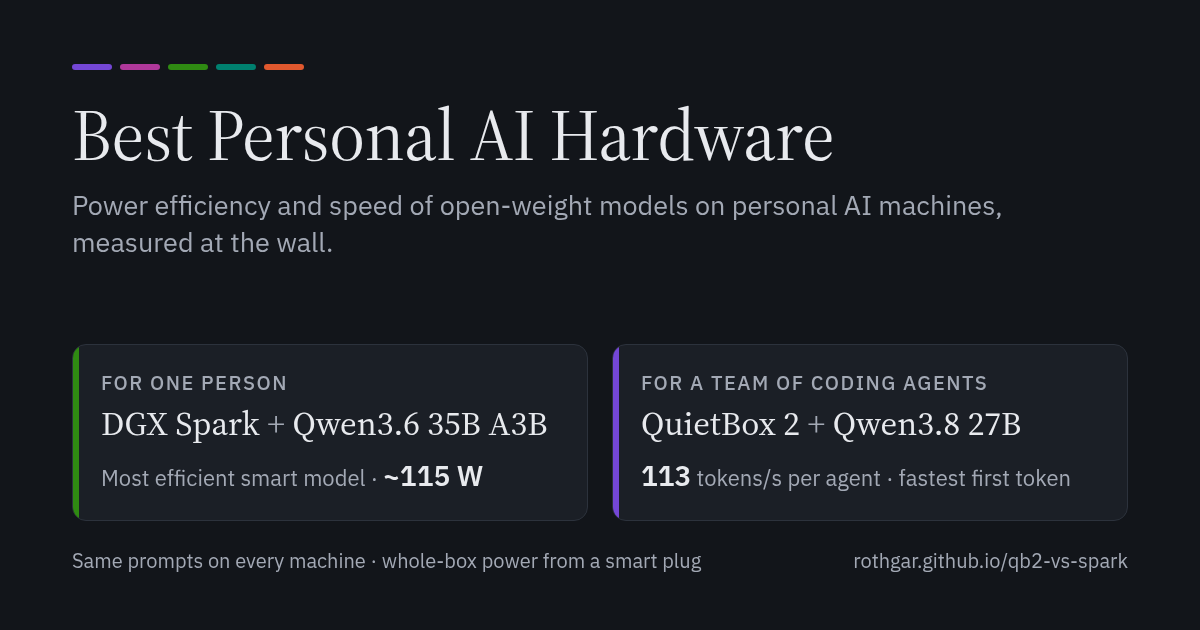 Best Personal AI Hardware
Power efficiency and speed of open-weight models on personal AI machines,
measured at the wall.
FOR ONE PERSON
DGX Spark + Qwen3.6 35B A3B
Most efficient smart model · ~115 W
FOR A TEAM OF CODING AGENTS
QuietBox 2 + Qwen3.8 27B
113 tokens/s per agent · fastest first token
Same prompts on every machine · whole-box power from a smart plug
rothgar.github.io/qb2-vs-spark